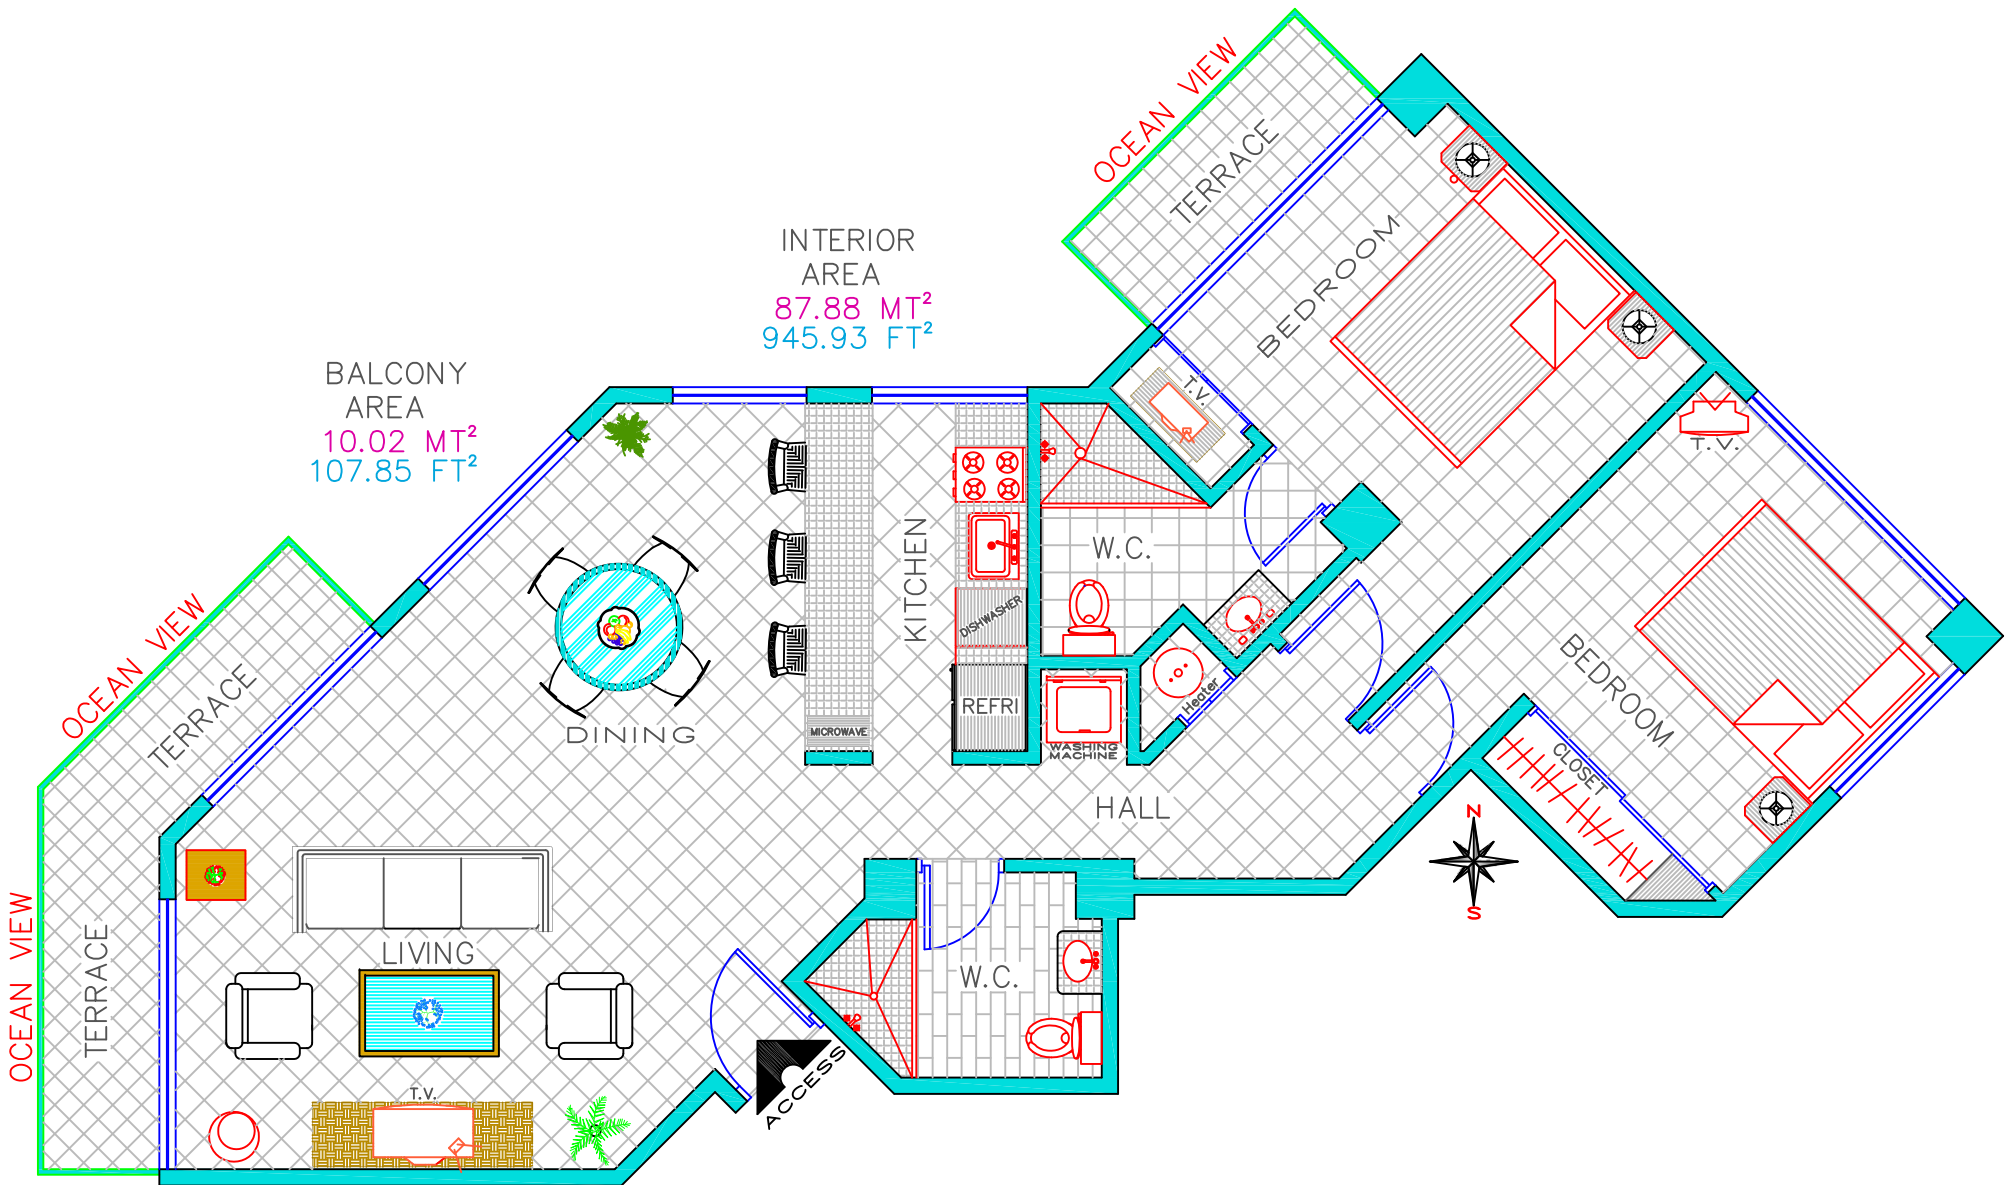 OCEAN VIEW
TERRACE
BEDROOM
INTERIOR
AREA
87.88 MT²
945.93 FT²
BALCONY
AREA
10.02 MT²
107.85 FT²
T.V.
T.V.
KITCHEN
W.C.
DISHWASHER
OCEAN VIEW
TERRACE
BEDROOM
REFRI
Heater
DINING
MICROWAVE
WASHING
MACHINE
CLOSET
HALL
N
S
OCEAN VIEW
TERRACE
LIVING
W.C.
ACCESS
T.V.